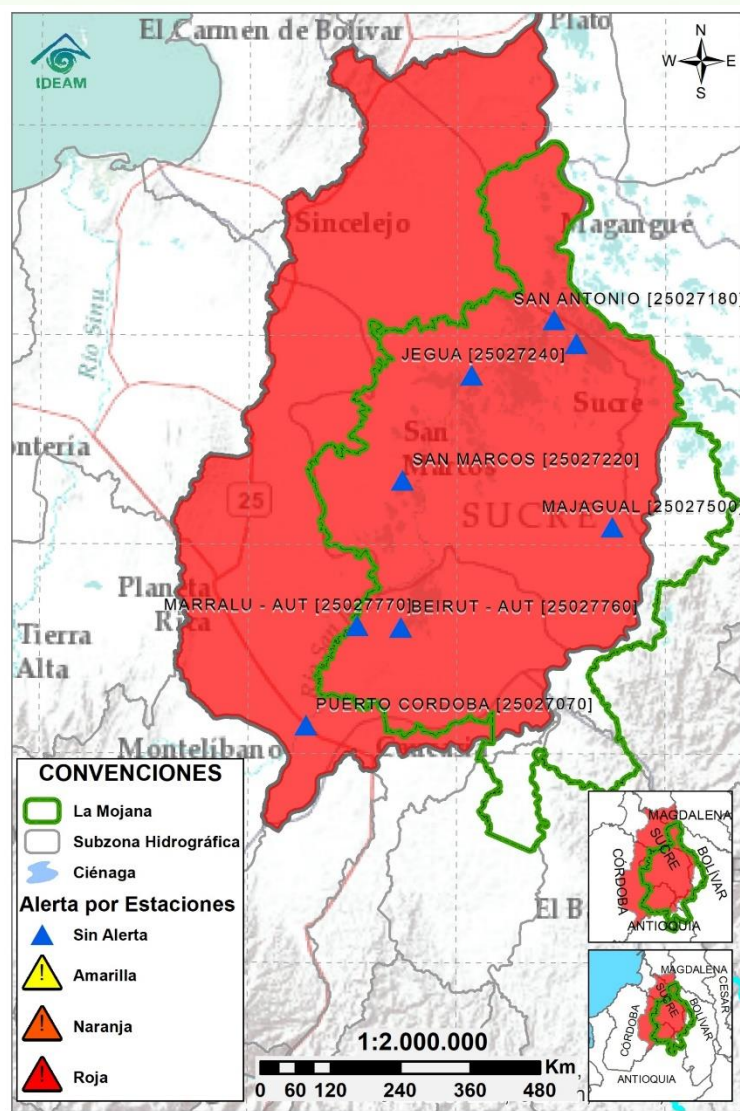 El Carmen de Bolívar
Plato
IDEAM
N
W
E
S
Sincelejo
Magangué
Rio Sinu
SAN ANTONIO [25027180]
JEGUA [25027240]
Sucre
San
Marcos
ontería
SAN MARCOS [25027220]
25
SUCRE
MAJAGUAL [25027500]
Planeta
Rica
MARRALU - AUT [25027770]
BEIRUT - AUT [25027760]
Tierra
Alta
PUERTO CORDOBA [25027070]
Montelíbano
El B
CONVENCIONES
La Mojana
Subzona Hidrográfica
Ciénaga
Alerta por Estaciones
Sin Alerta
Amarilla
Naranja
Roja
1:2.000.000
Km
0 60 120 240 360 480
MAGDALENA
SUCRE
BOLÍVAR
CÓRDOBA
ANTIOQUIA
MAGDALENA
CESAR
SUCRE
BOLÍVAR
CÓRDOBA
ANTIOQUIA